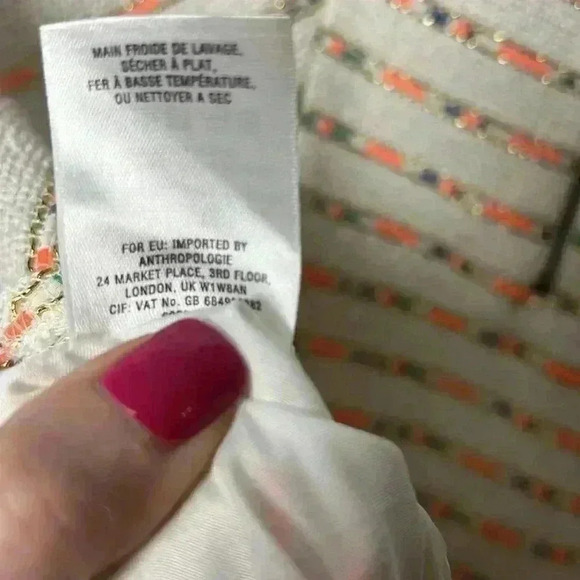 MAIN FROIDE DE LAVAGE,
SÉCHER À PLAT,
FER À BASSE TEMPÉRATURE,
OU NETTOYER A SEC
FOR EU: IMPORTED BY
ANTHROPOLOGIE
24 MARKET PLACE, 3RD FLOOR,
LONDON, UK W1W8AN
CIF: VAT No. GB